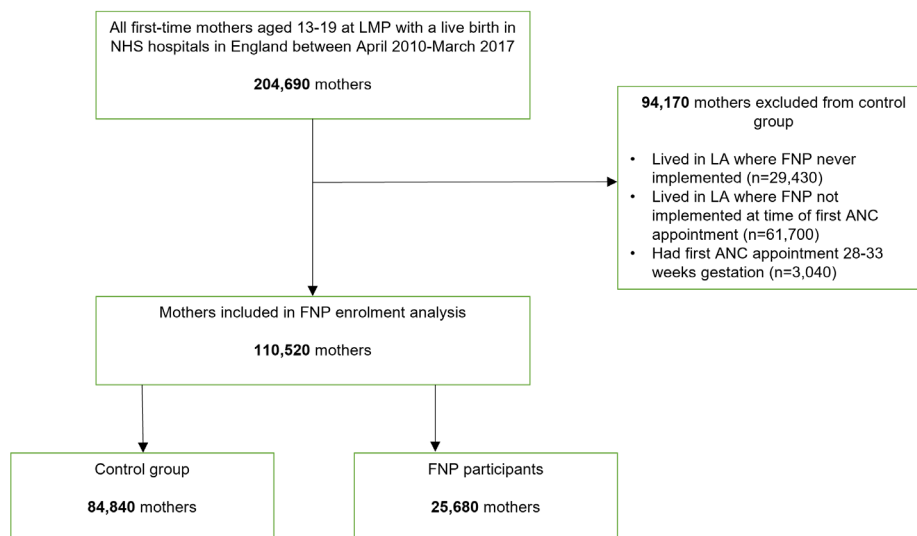 All first-time mothers aged 13-19 at LMP with a live birth in
NHS hospitals in England between April 2010-March 2017
204,690 mothers
94,170 mothers excluded from control
group
• Lived in LA where FNP never
implemented (n=29,430)
• Lived in LA where FNP not
implemented at time of first ANC
appointment (n=61,700)
• Had first ANC appointment 28-33
weeks gestation (n=3,040)
Mothers included in FNP enrolment analysis
110,520 mothers
Control group
84,840 mothers
FNP participants
25,680 mothers